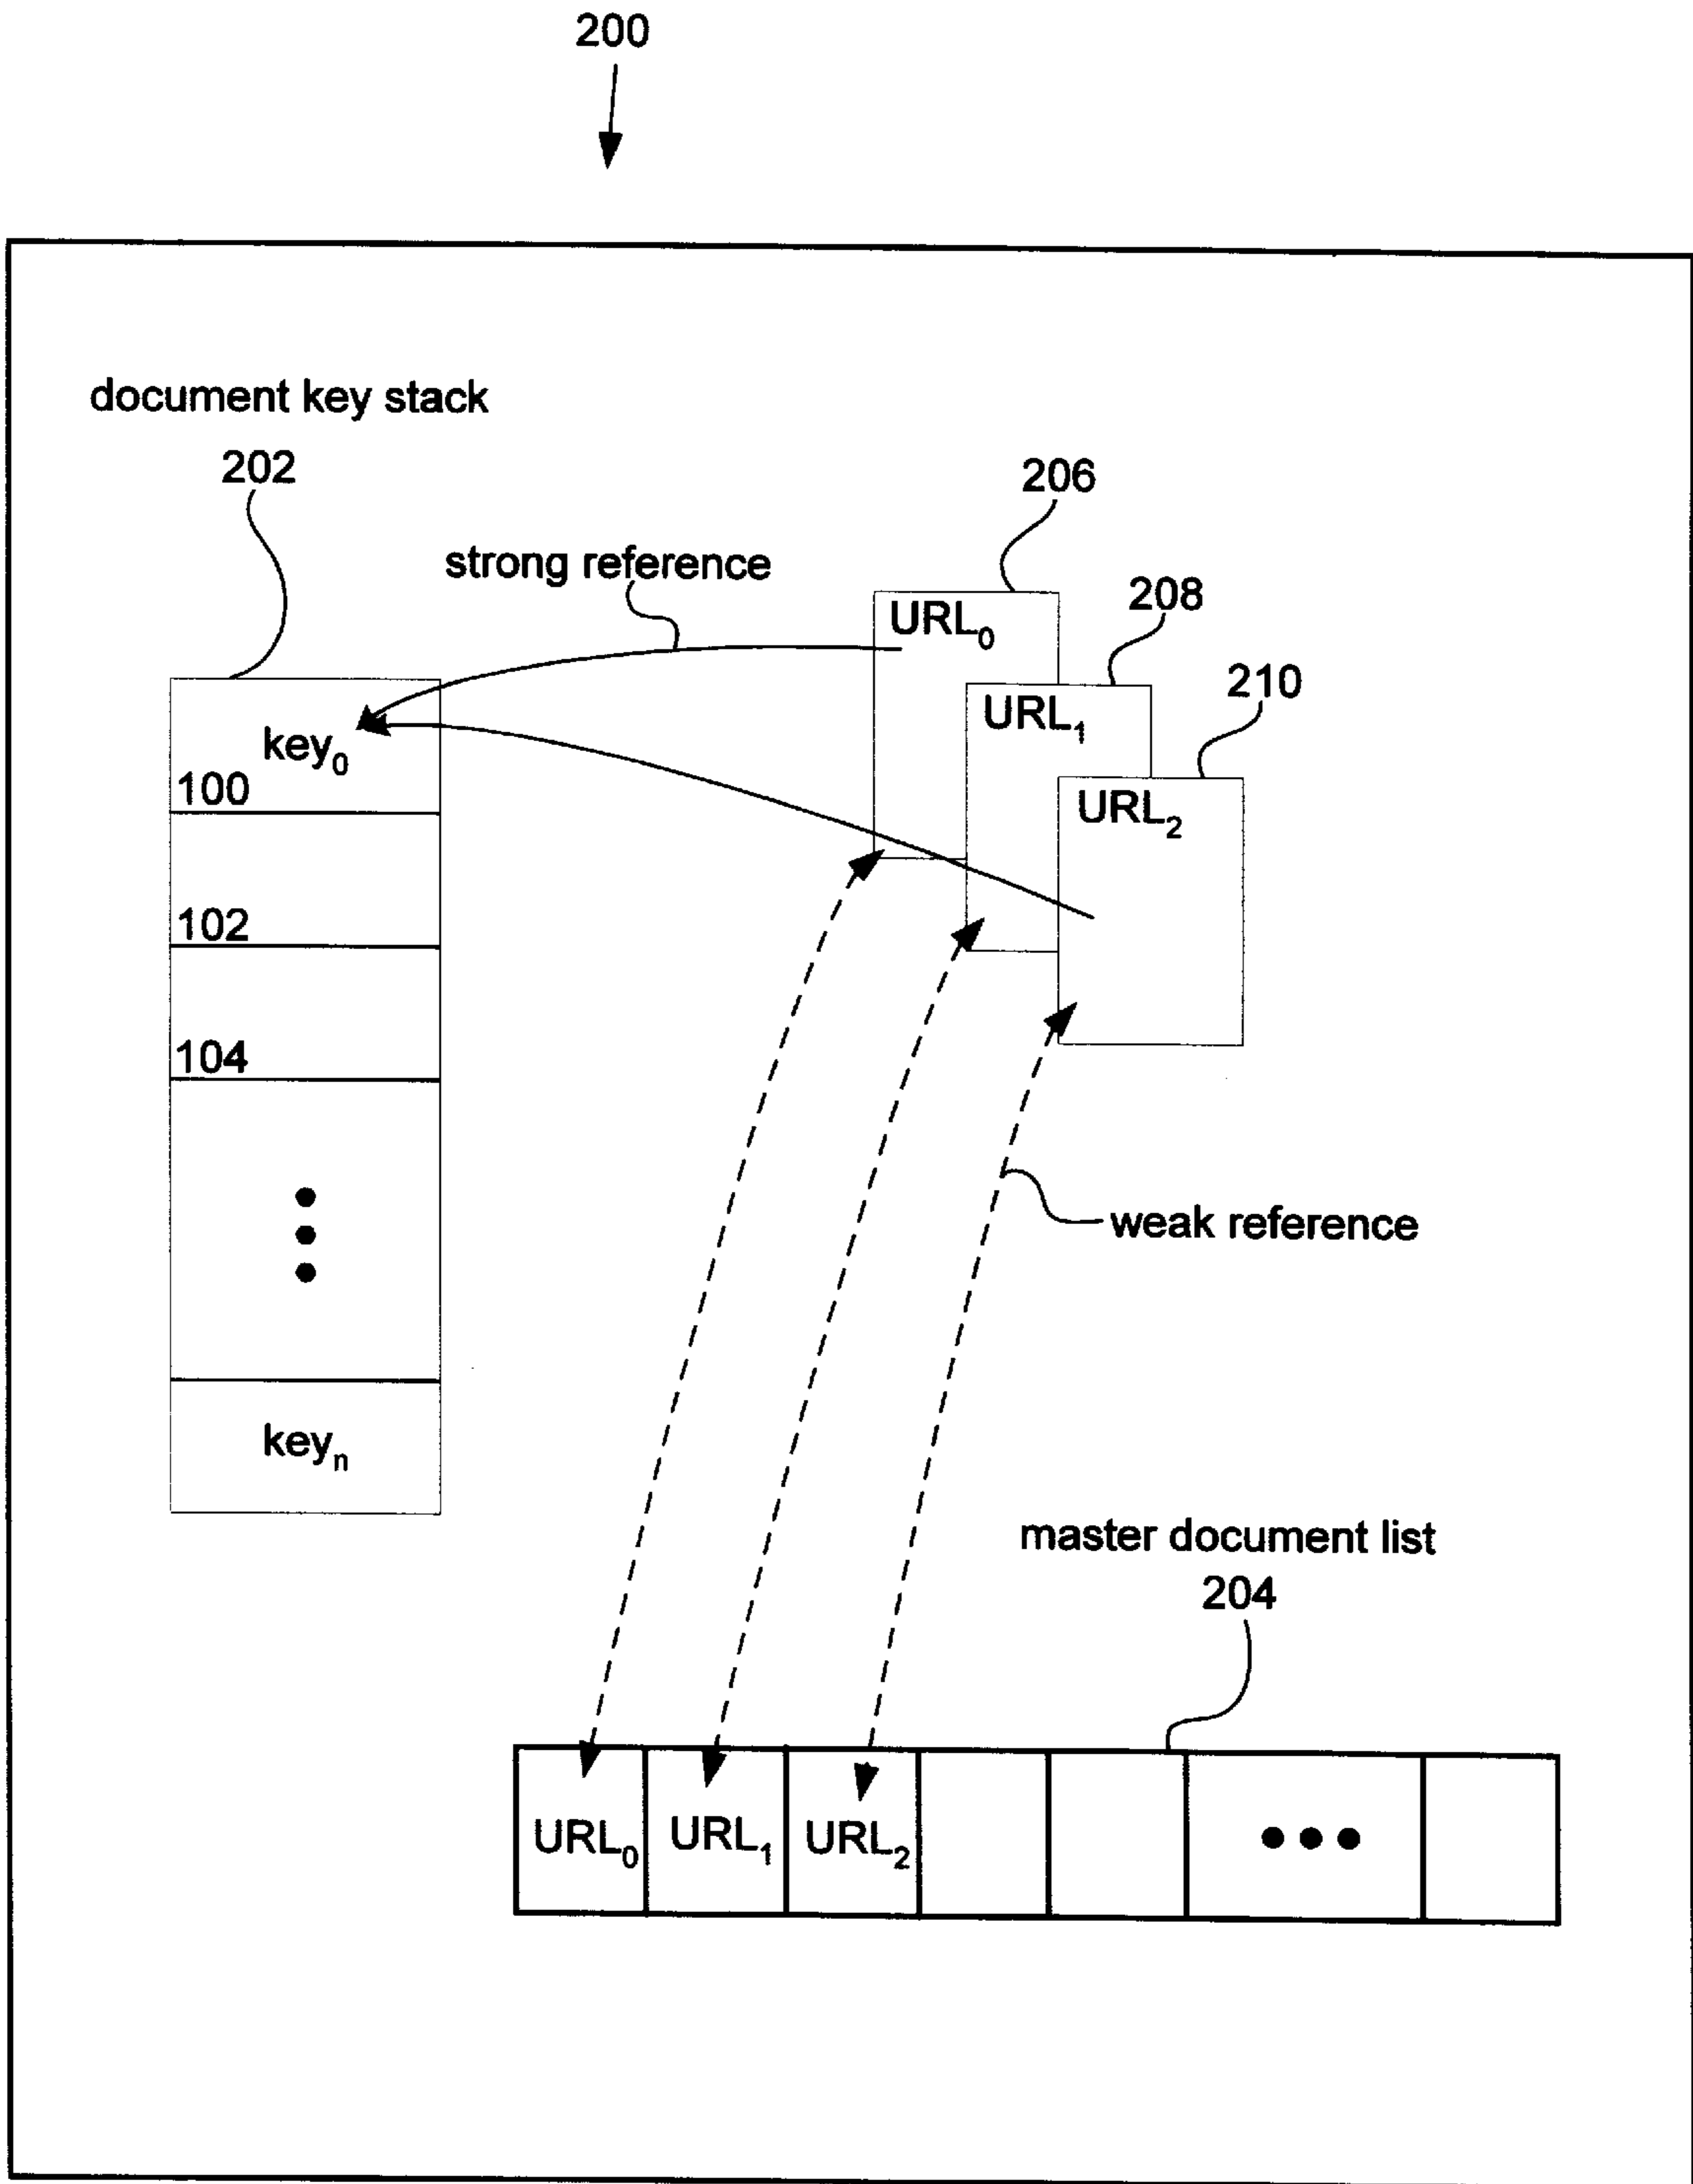 200
document key stack
202
206
strong reference
208
URL0
210
URL1
key0
100
URL2
102
104
weak reference
keyn
master document list
204
URL0 URL1 URL2